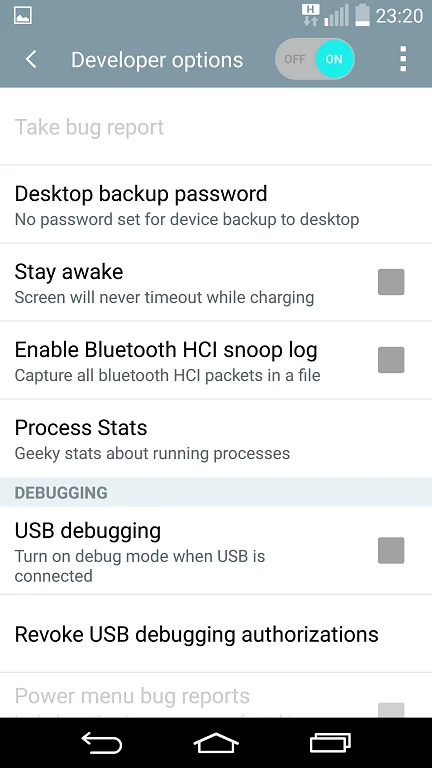 H
23:20
Developer options
OFF ON
Take bug report
Desktop backup password
No password set for device backup to desktop
Stay awake
Screen will never timeout while charging
Enable Bluetooth HCI snoop log
Capture all bluetooth HCI packets in a file
Process Stats
Geeky stats about running processes
DEBUGGING
USB debugging
Turn on debug mode when USB is
connected
Revoke USB debugging authorizations
Power menu bug reports